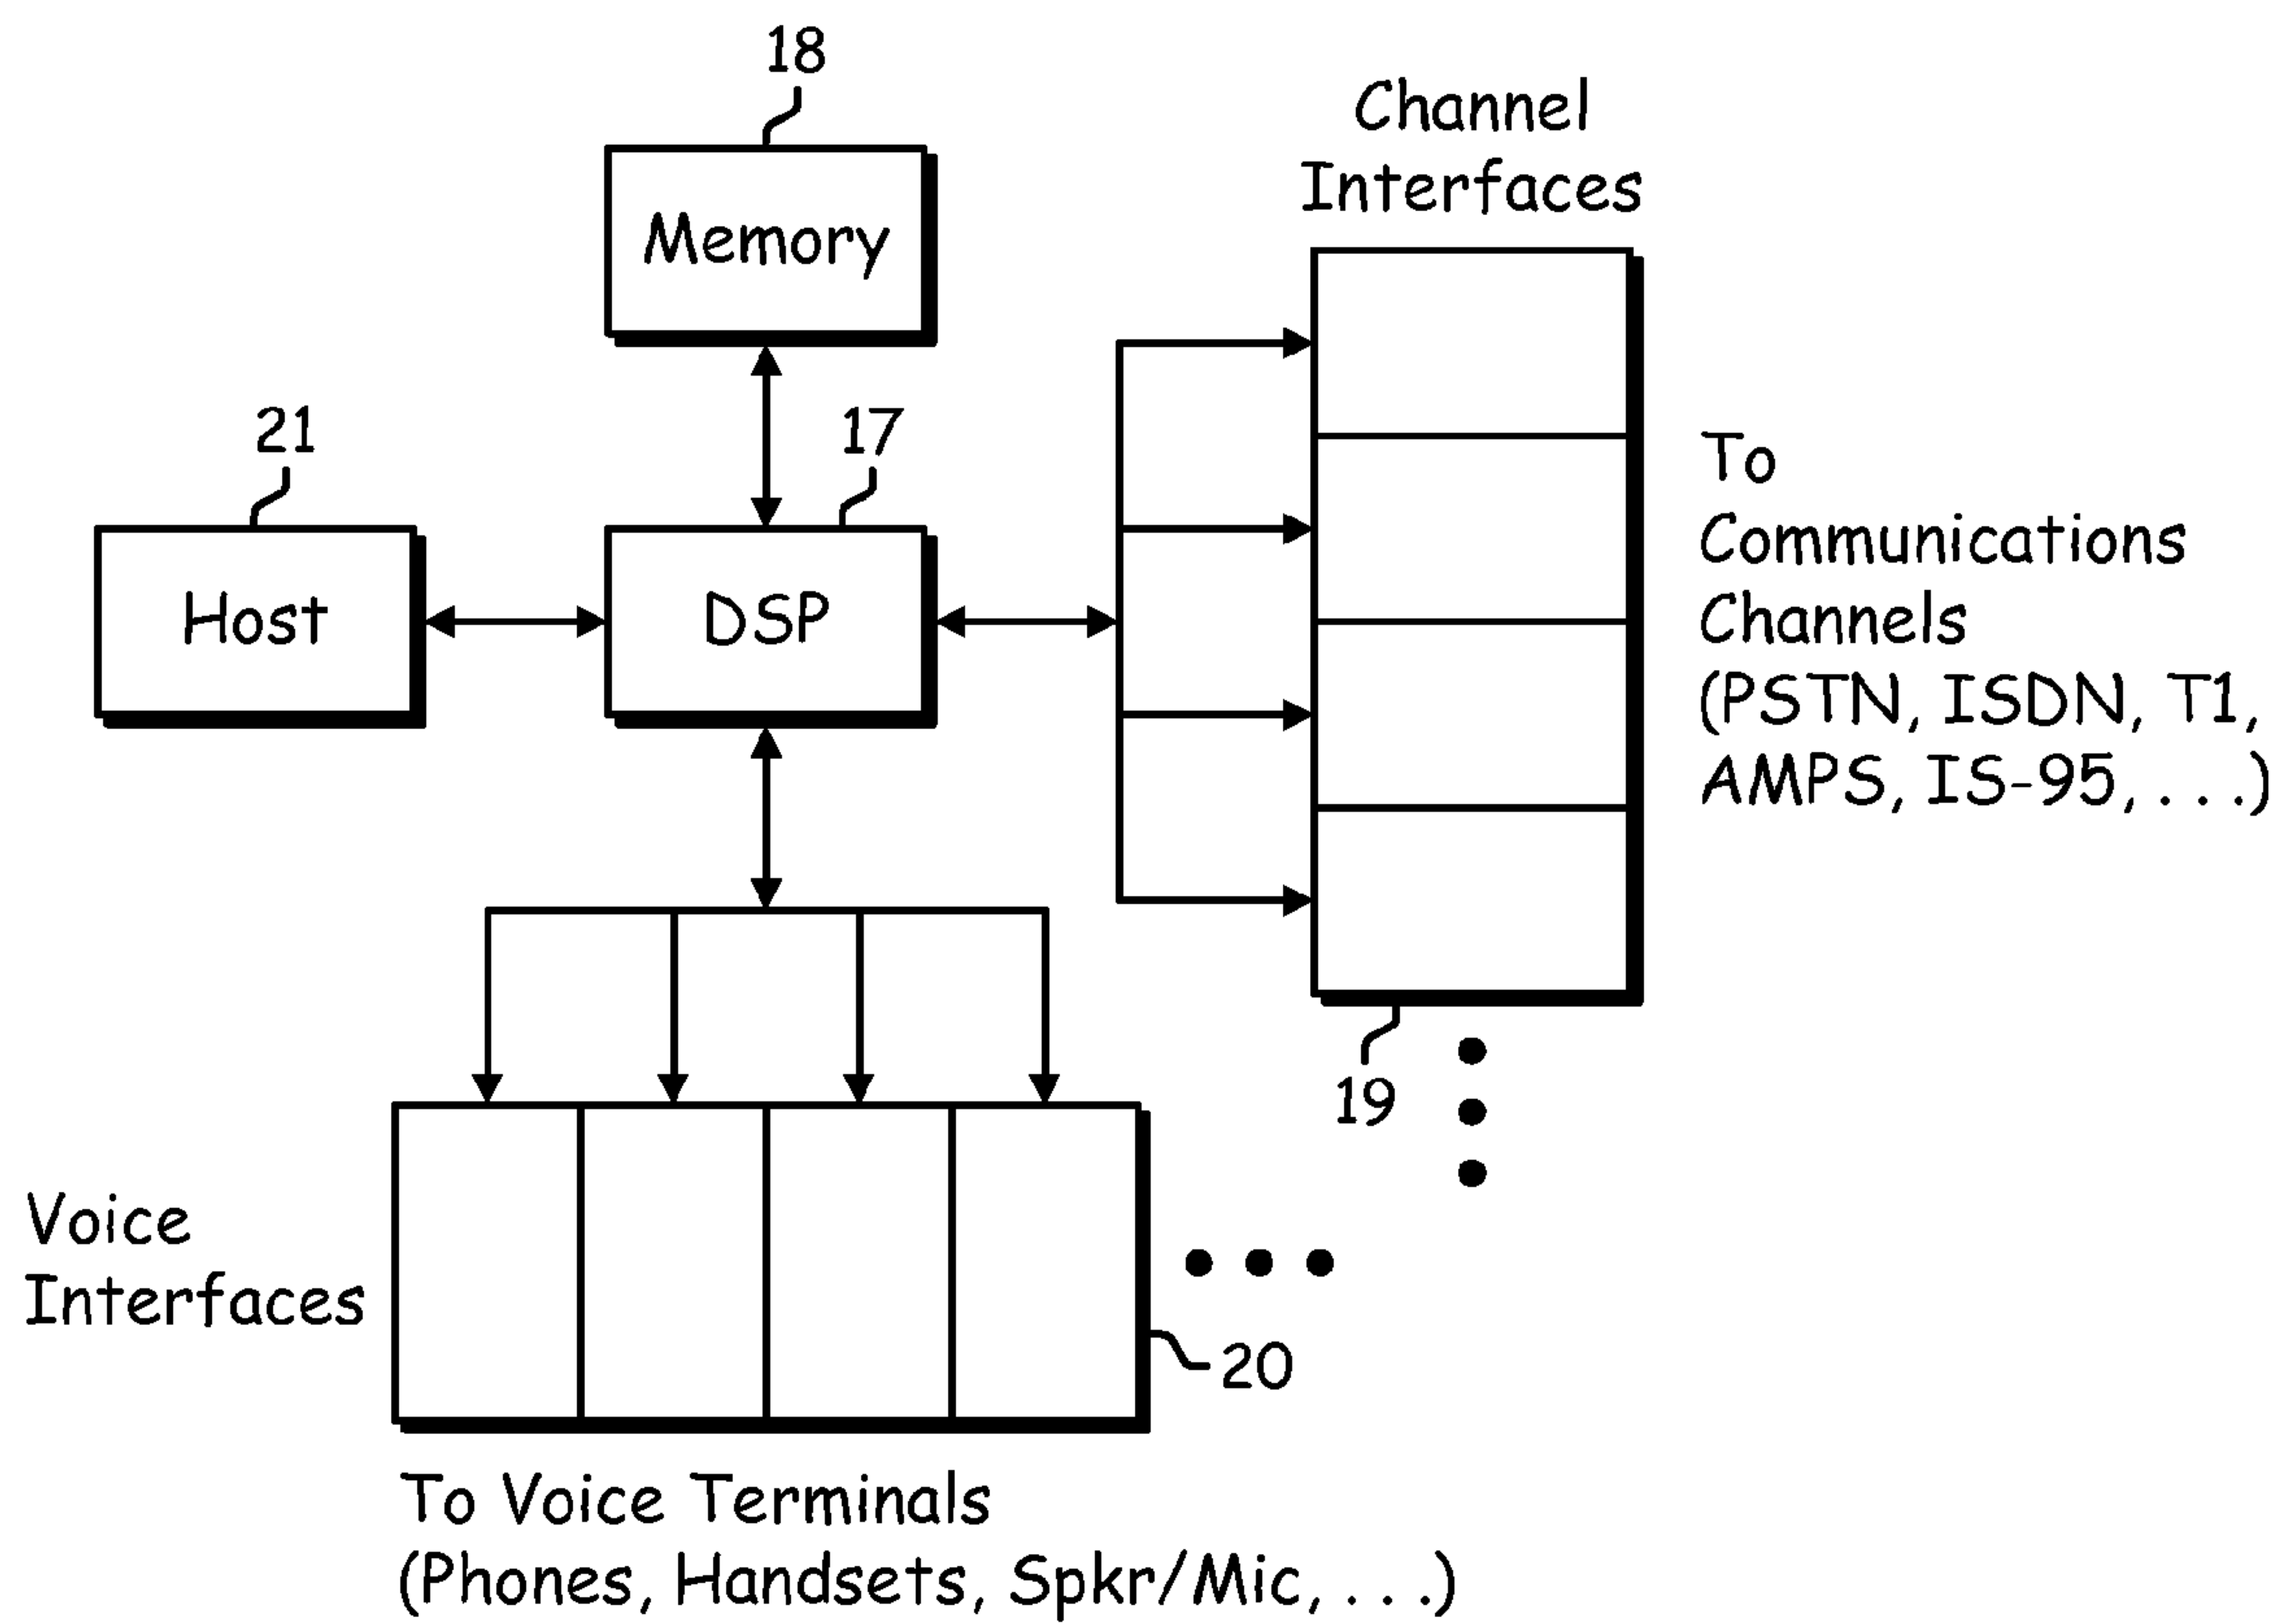 18
Channel
Interfaces
Memory
21
17
Host
DSP
To
Communications
Channels
(PSTN, ISDN, T1,
AMPS, IS-95, . . .)
19
Voice
Interfaces
20
To Voice Terminals
(Phones, Handsets, Spkr/Mic, . . .)